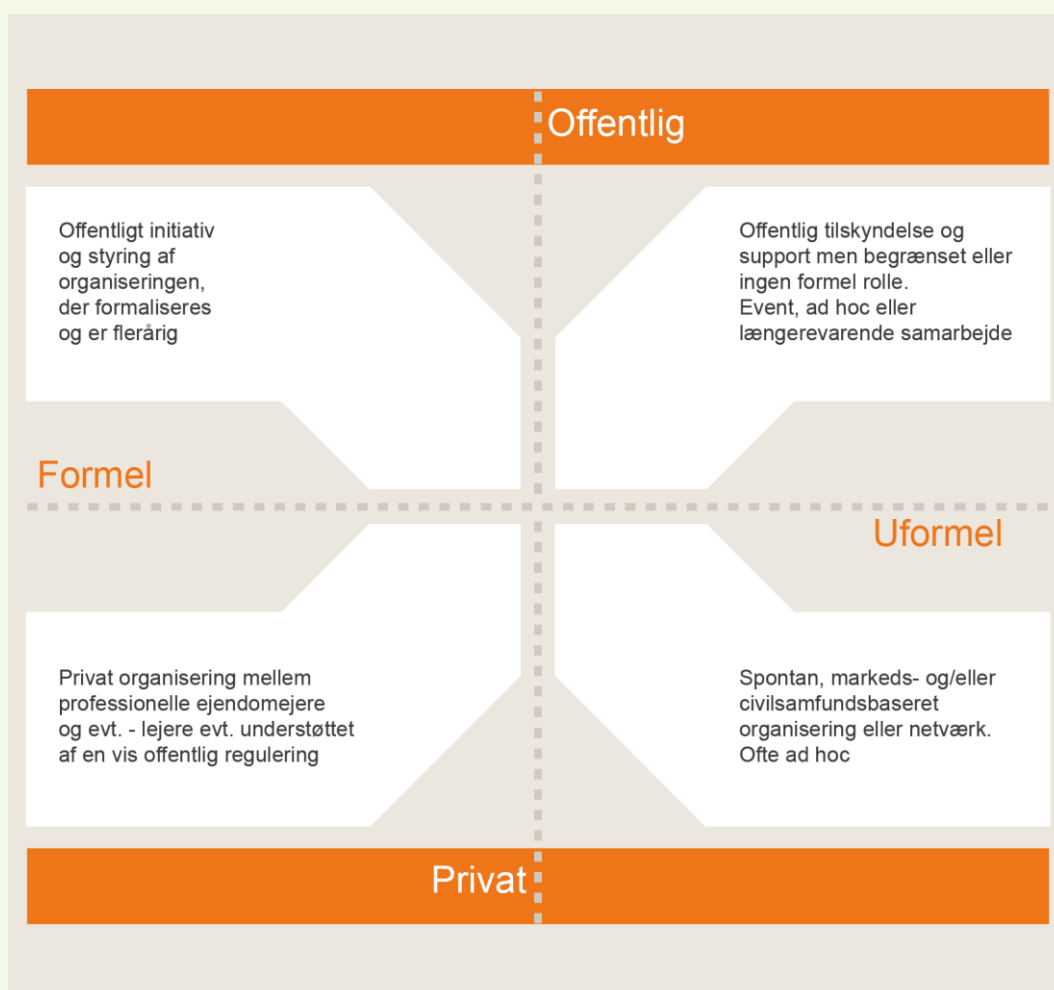 Offentlig
Offentligt initiativ
og styring af
organiseringen,
der formaliseres
og er flerårig
Offentlig tilskyndelse og
support men begrænset eller
ingen formel rolle.
Event, ad hoc eller
længerevarende samarbejde
Formel
Uformel
Privat organisering mellem
professionelle ejendomejere
og evt. - lejere evt. understøttet
af en vis offentlig regulering
Spontan, markeds- og/eller
civilsamfundsbaseret
organisering eller netværk.
Ofte ad hoc
Privat